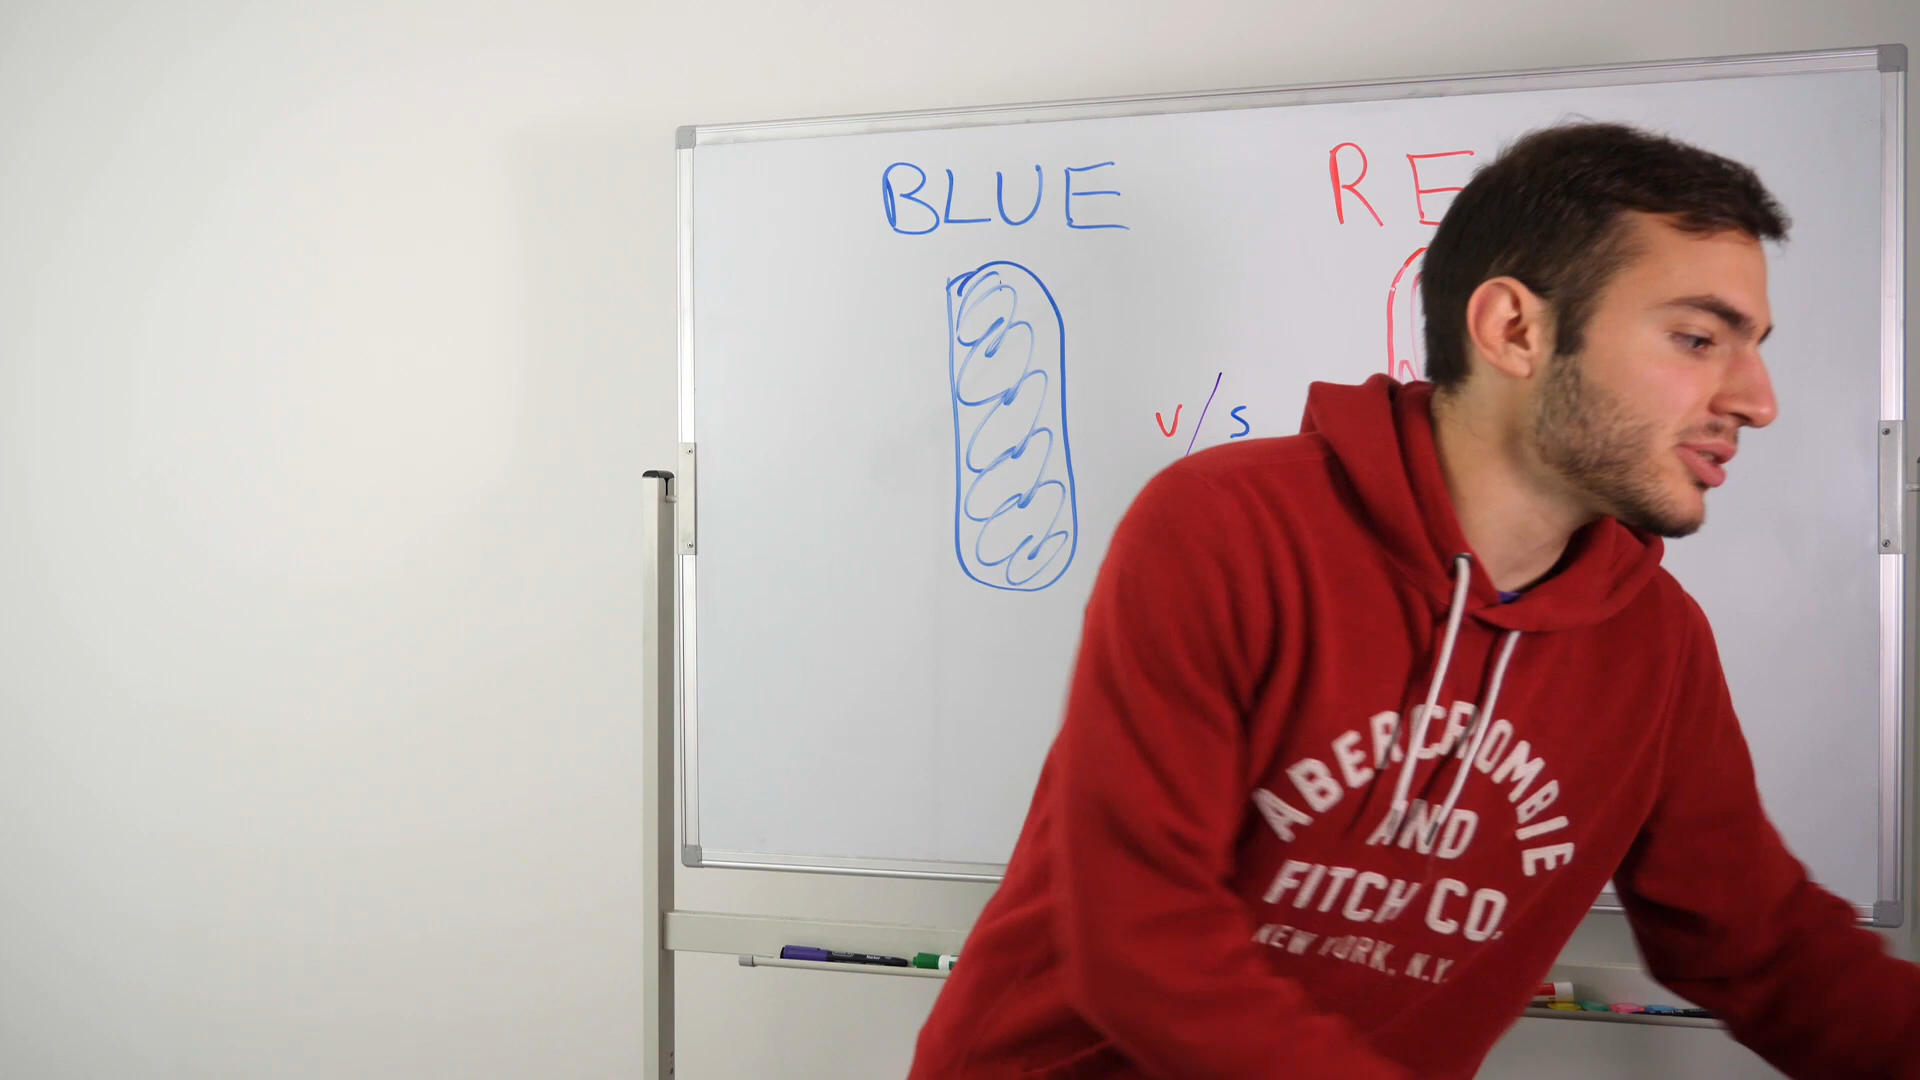 BLUE
RE
v/s
ABERCROMBIE
AND
FITCH CO.
NEW YORK, N.Y.